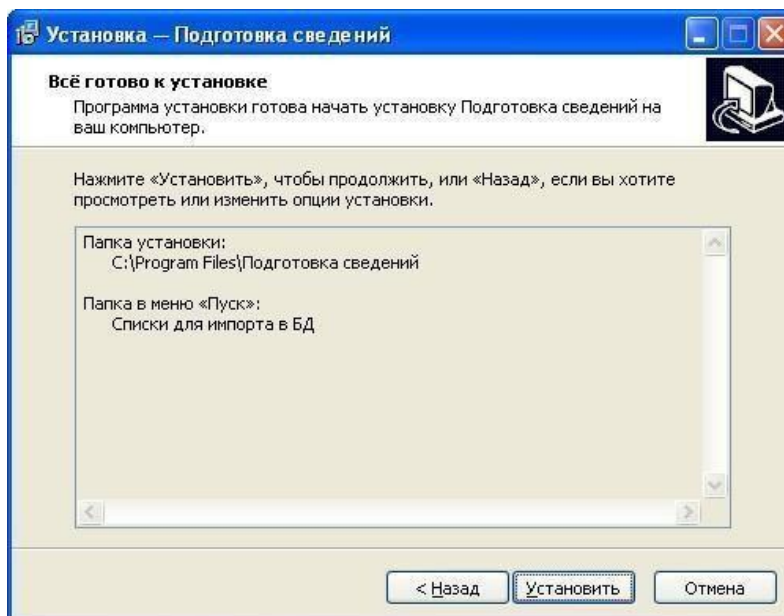 Установка — Подготовка сведений
Всё готово к установке
Программа установки готова начать установку Подготовка сведений на
ваш компьютер.
Нажмите «Установить», чтобы продолжить, или «Назад», если вы хотите
просмотреть или изменить опции установки.
Папка установки:
C:\Program Files\Подготовка сведений
Папка в меню «Пуск»:
Списки для импорта в БД
< Назад
Установить
Отмена